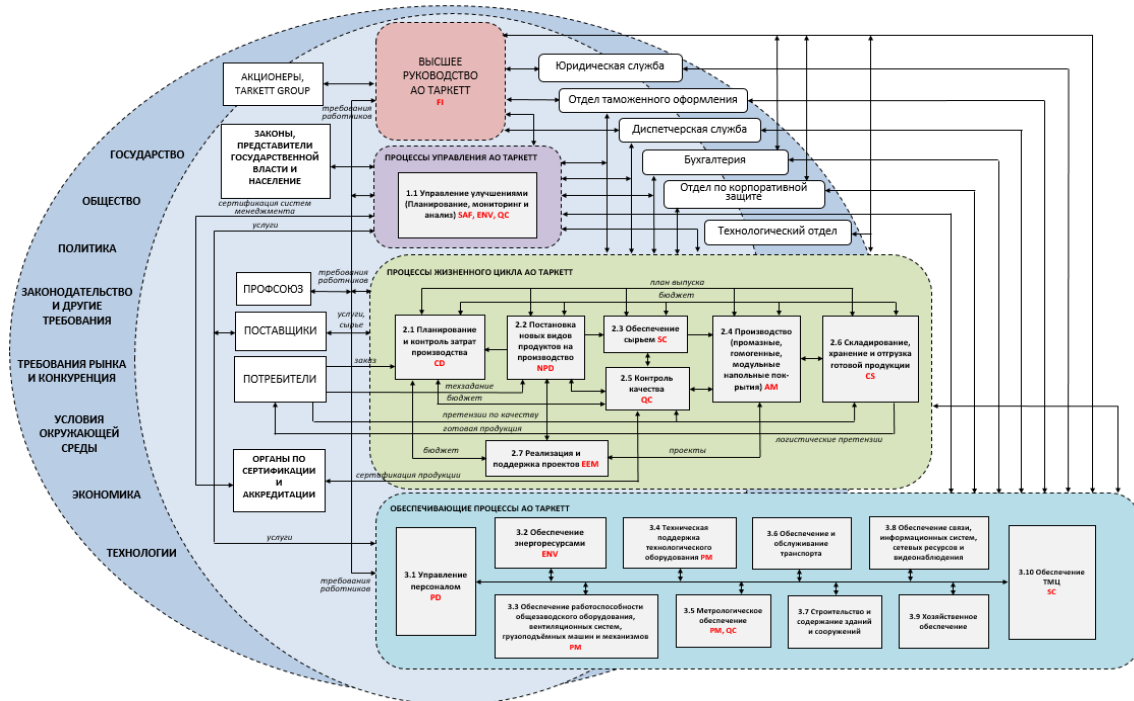 ВЫСШЕЕ
РУКОВОДСТВО
АО ТАРКЕТТ
FI
АКЦИОНЕРЫ,
TARKETT GROUP
требования
работников
ЗАКОНЫ,
ПРЕДСТАВИТЕЛИ
ГОСУДАРСТВЕННОЙ
ВЛАСТИ И
НАСЕЛЕНИЕ
сертификация систем
менеджмента
услуги
Юридическая служба
Отдел таможенного оформления
Диспетчерская служба
Бухгалтерия
Отдел по корпоративной
защите
Технологический отдел
ГОСУДАРСТВО
ОБЩЕСТВО
ПОЛИТИКА
ЗАКОНОДАТЕЛЬСТВО
И ДРУГИЕ
ТРЕБОВАНИЯ
ТРЕБОВАНИЯ РЫНКА
И КОНКУРЕНЦИЯ
УСЛОВИЯ
ОКРУЖАЮЩЕЙ
СРЕДЫ
ЭКОНОМИКА
ТЕХНОЛОГИИ
ПРОЦЕССЫ УПРАВЛЕНИЯ АО ТАРКЕТТ
1.1 Управление улучшениями
(Планирование, мониторинг и
анализ) SAF, ENV, QC
ПРОФСОЮЗ
требования
работников
ПОСТАВЩИКИ
услуги,
сырье
ПОТРЕБИТЕЛИ
заказ
ОРГАНЫ ПО
СЕРТИФИКАЦИИ
И
АККРЕДИТАЦИИ
ПРОЦЕССЫ ЖИЗНЕННОГО ЦИКЛА АО ТАРКЕТТ
план выпуска
бюджет
2.1 Планирование
и контроль затрат
производства
CD
2.2 Постановка
новых видов
продуктов на
производство
NPD
2.3 Обеспечение
сырьем SC
2.4 Производство
(промазные,
гомогенные,
модульные
напольные пок-
рытия) AM
2.5 Контроль
качества
QC
2.6 Складирование,
хранение и отгрузка
готовой продукции
CS
техзадание
бюджет
претензии по качеству
готовая продукция
логистические претензии
бюджет
2.7 Реализация и
поддержка проектов EEM
проекты
сертификация продукции
услуги
требования
работников
ОБЕСПЕЧИВАЮЩИЕ ПРОЦЕССЫ АО ТАРКЕТТ
3.1 Управление
персоналом
PD
3.2 Обеспечение
энергоресурсами
ENV
3.3 Обеспечение работоспособности
общезаводского оборудования,
вентиляционных систем,
грузоподъёмных машин и механизмов
PM
3.4 Техническая
поддержка
технологического
оборудования PM
3.5 Метрологическое
обеспечение
PM, QC
3.6 Обеспечение и
обслуживание
транспорта
3.7 Строительство и
содержание зданий
и сооружений
3.8 Обеспечение связи,
информационных систем,
сетевых ресурсов и
видеонаблюдения
3.9 Хозяйственное
обеспечение
3.10 Обеспечение
ТМЦ
SC